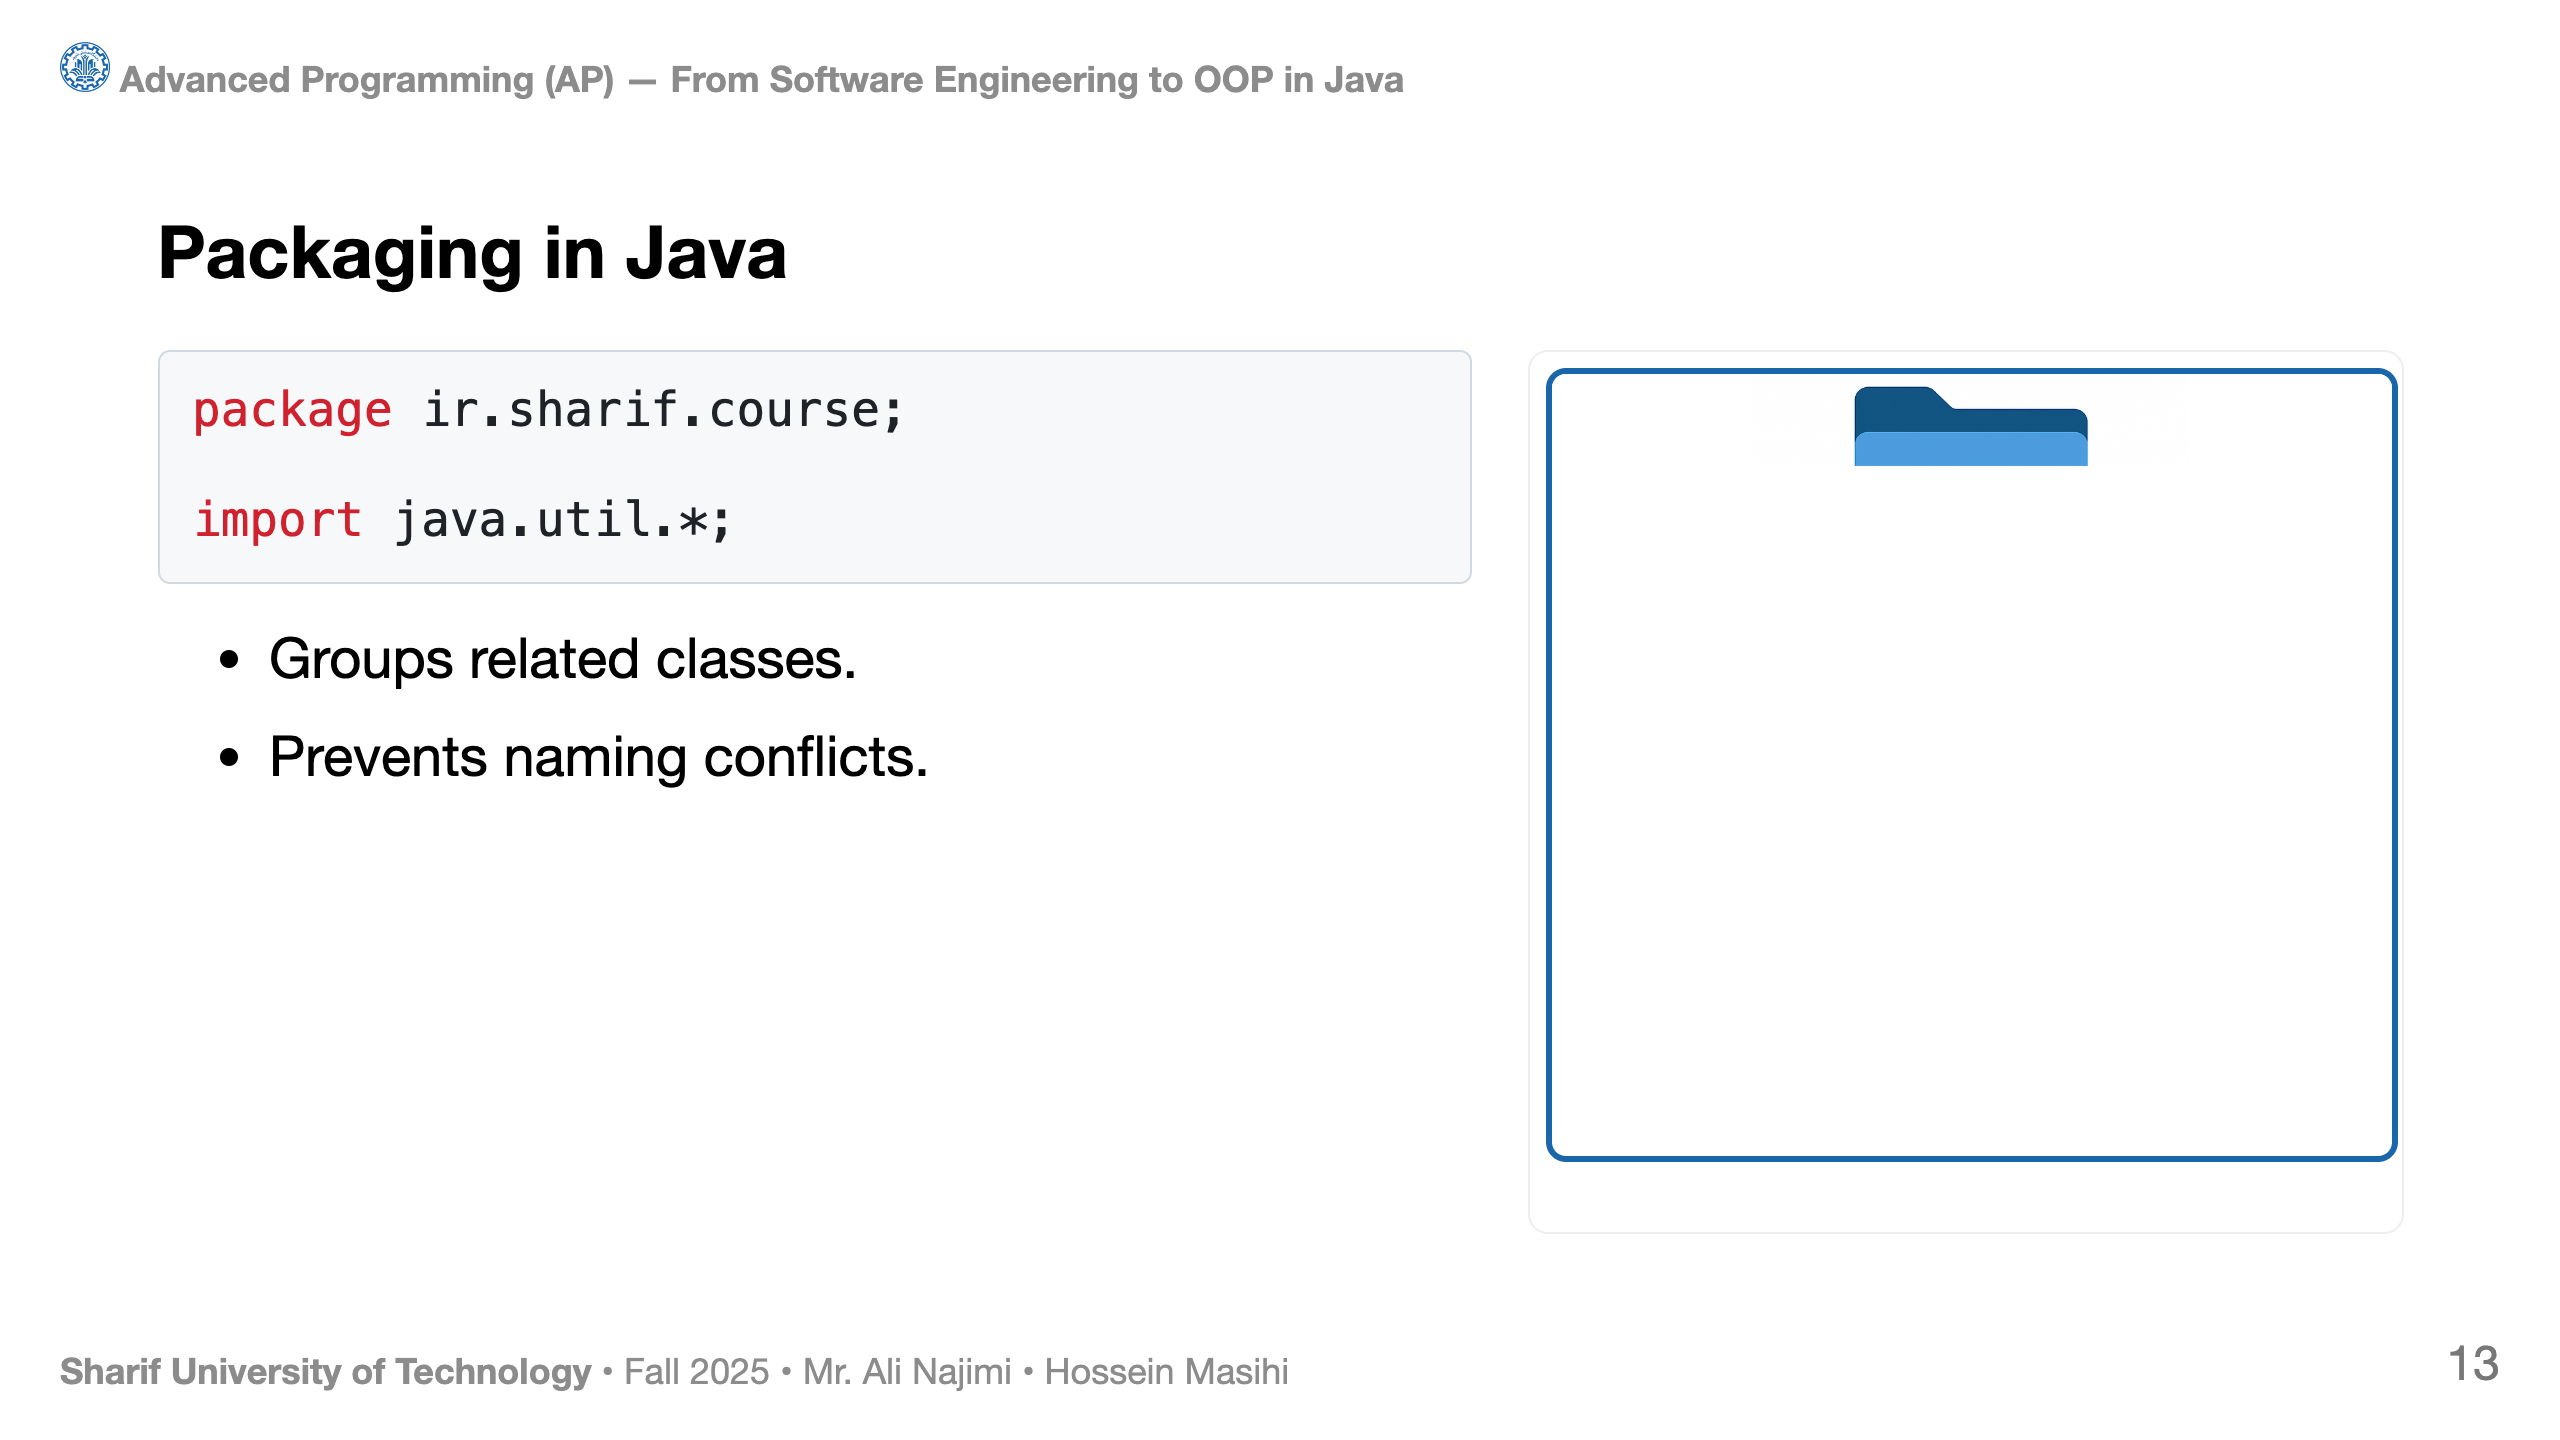 Advanced Programming (AP) — From Software Engineering to OOP in Java
Packaging in Java
package ir.sharif.course;
import java.util.*;
• Groups related classes.
• Prevents naming conflicts.
Sharif University of Technology • Fall 2025 • Mr. Ali Najimi • Hossein Masihi
13